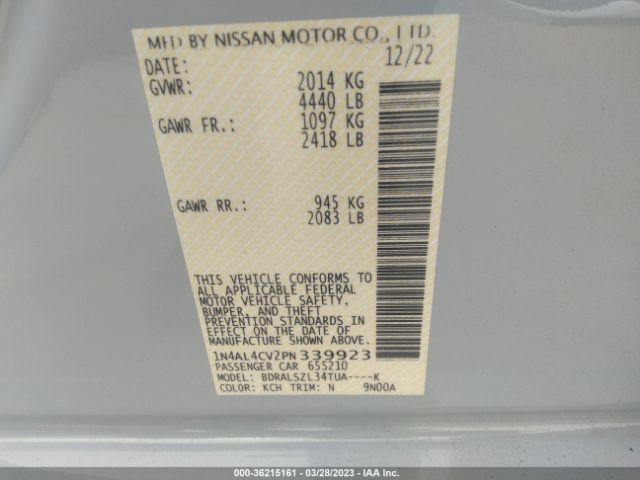 MFD BY NISSAN MOTOR CO., LTD.
DATE: 12/22
GVWR: 2014 KG
4440 LB
GAWR FR.: 1097 KG
2418 LB
GAWR RR.: 945 KG
2083 LB
THIS VEHICLE CONFORMS TO
ALL APPLICABLE FEDERAL
MOTOR VEHICLE SAFETY,
BUMPER, AND THEFT
PREVENTION STANDARDS IN
EFFECT ON THE DATE OF
MANUFACTURE SHOWN ABOVE.
1N4AL4CV2PN339923
PASSENGER CAR 655210
MODEL: BDRALSZL34TUA----K
COLOR: KCH TRIM: N 9N00A
000-36215161 - 03/28/2023 - IAA Inc.